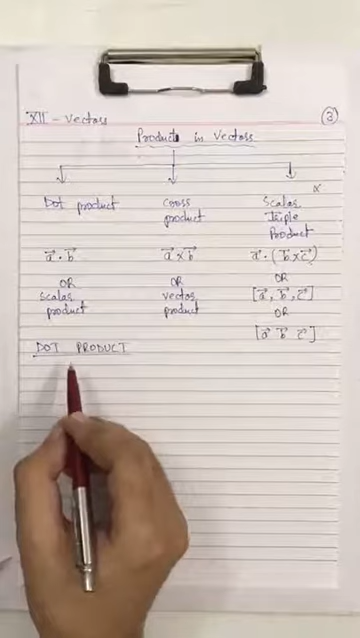 XII - Vectors
(3)
Products in Vectors
Dot product
cross product
Scalar Triple Product
x
a⃗ . b⃗
a⃗ x b⃗
a⃗ . (b⃗ x c⃗)
OR
OR
OR
Scalar product
vector product
[a⃗, b⃗, c⃗]
OR
[a⃗ b⃗ c⃗]
DOT PRODUCT